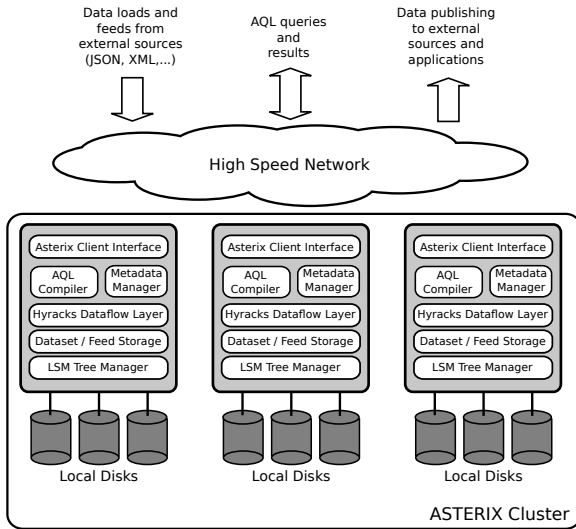 Data loads and
feeds from
external sources
(JSON, XML,...)
AQL queries
and
results
Data publishing
to external
sources and
applications
High Speed Network
Asterix Client Interface
AQL
Compiler
Metadata
Manager
Hyracks Dataflow Layer
Dataset / Feed Storage
LSM Tree Manager
Local Disks
Asterix Client Interface
AQL
Compiler
Metadata
Manager
Hyracks Dataflow Layer
Dataset / Feed Storage
LSM Tree Manager
Local Disks
Asterix Client Interface
AQL
Compiler
Metadata
Manager
Hyracks Dataflow Layer
Dataset / Feed Storage
LSM Tree Manager
Local Disks
ASTERIX Cluster